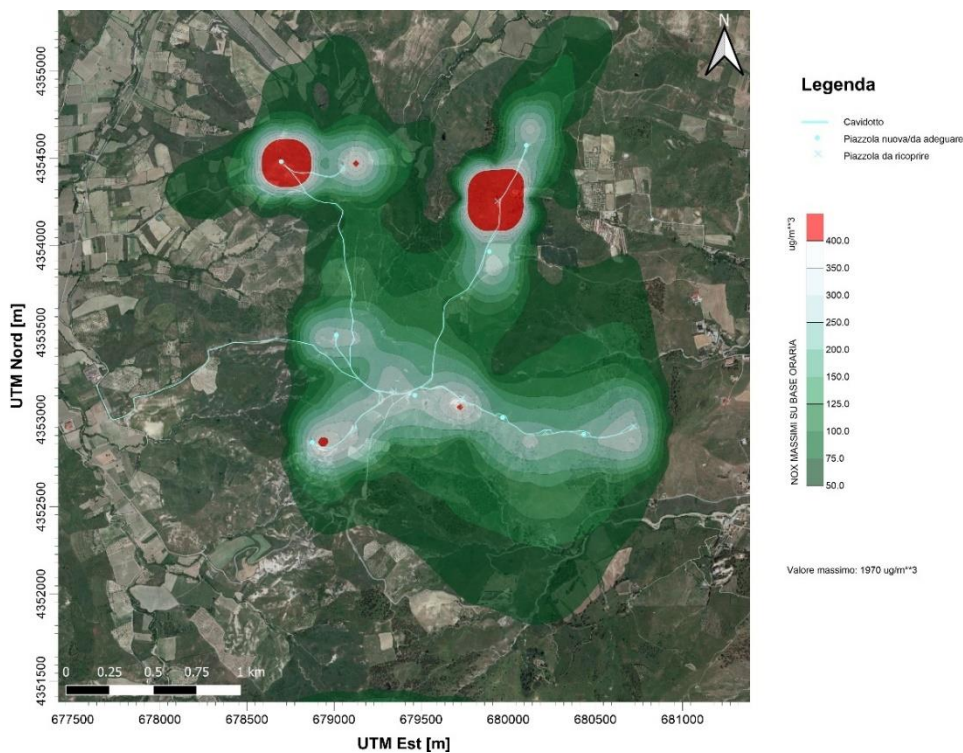 N
4355000
4354500
4354000
4353500
4353000
4352500
4352000
4351500
UTM Nord [m]
0 0.25 0.5 0.75 1 km
677500 678000 678500 679000 679500 680000 680500 681000
UTM Est [m]
Legenda
Cavidotto
Piazzola nuova/da adeguare
Piazzola da ricoprire
ug/m**3
NOX MASSIMI SU BASE ORARIA
400.0
350.0
300.0
250.0
200.0
150.0
125.0
100.0
75.0
50.0
Valore massimo: 1970 ug/m**3